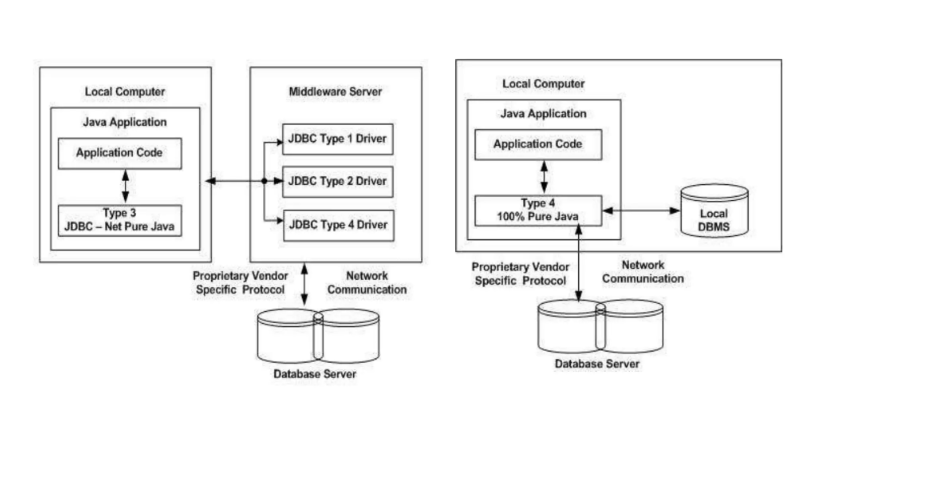 Local Computer
Java Application
Application Code
Type 3
JDBC – Net Pure Java
Middleware Server
JDBC Type 1 Driver
JDBC Type 2 Driver
JDBC Type 4 Driver
Proprietary Vendor
Specific Protocol
Network
Communication
Database Server
Local Computer
Java Application
Application Code
Type 4
100% Pure Java
Local
DBMS
Proprietary Vendor
Specific Protocol
Network
Communication
Database Server